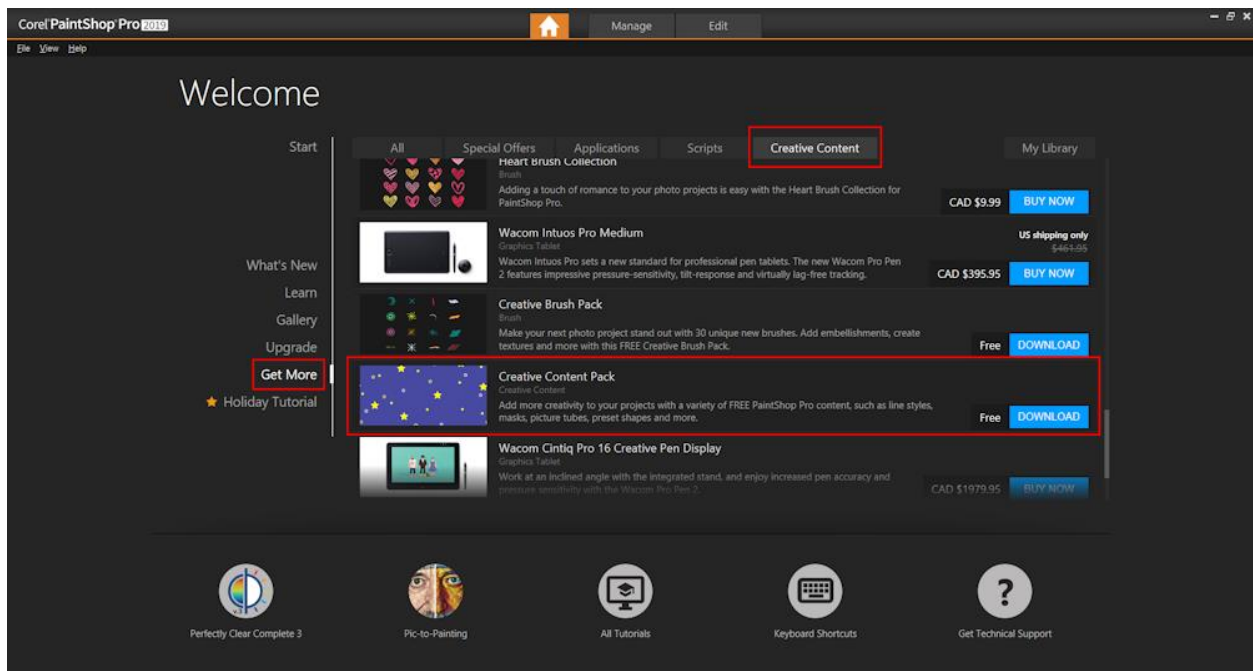 Corel PaintShop Pro 2019
Manage
Edit
File View Help
Welcome
Start
What's New
Learn
Gallery
Upgrade
Get More
Holiday Tutorial
All
Special Offers
Applications
Scripts
Creative Content
My Library
Heart Brush Collection
Brush
Adding a touch of romance to your photo projects is easy with the Heart Brush Collection for
PaintShop Pro.
CAD $9.99
BUY NOW
Wacom Intuos Pro Medium
Graphics Tablet
Wacom Intuos Pro sets a new standard for professional pen tablets. The new Wacom Pro Pen
2 features impressive pressure-sensitivity, tilt-response and virtually lag-free tracking.
US shipping only
$461.95
CAD $395.95
BUY NOW
Creative Brush Pack
Brush
Make your next photo project stand out with 30 unique new brushes. Add embellishments, create
textures and more with this FREE Creative Brush Pack.
Free
DOWNLOAD
Creative Content Pack
Creative Content
Add more creativity to your projects with a variety of FREE PaintShop Pro content, such as line styles,
masks, picture tubes, preset shapes and more.
Free
DOWNLOAD
Wacom Cintiq Pro 16 Creative Pen Display
Graphics Tablet
Work at an inclined angle with the integrated stand, and enjoy increased pen accuracy and
pressure sensitivity with the Wacom Pro Pen 2.
CAD $1979.95
BUY NOW
Perfectly Clear Complete 3
Pic-to-Painting
All Tutorials
Keyboard Shortcuts
Get Technical Support